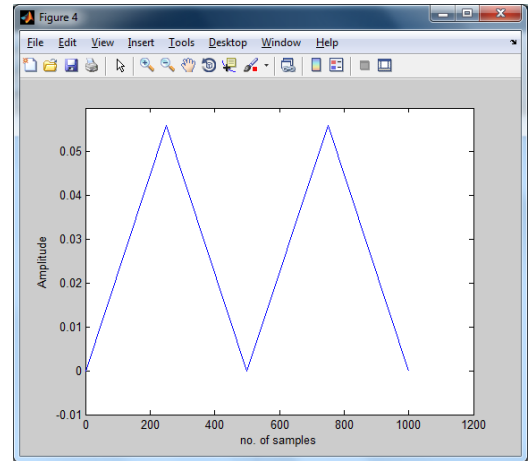 Figure 4
File Edit View Insert Tools Desktop Window Help
0.05
0.04
0.03
0.02
0.01
0
-0.01
Amplitude
0 200 400 600 800 1000 1200
no. of samples